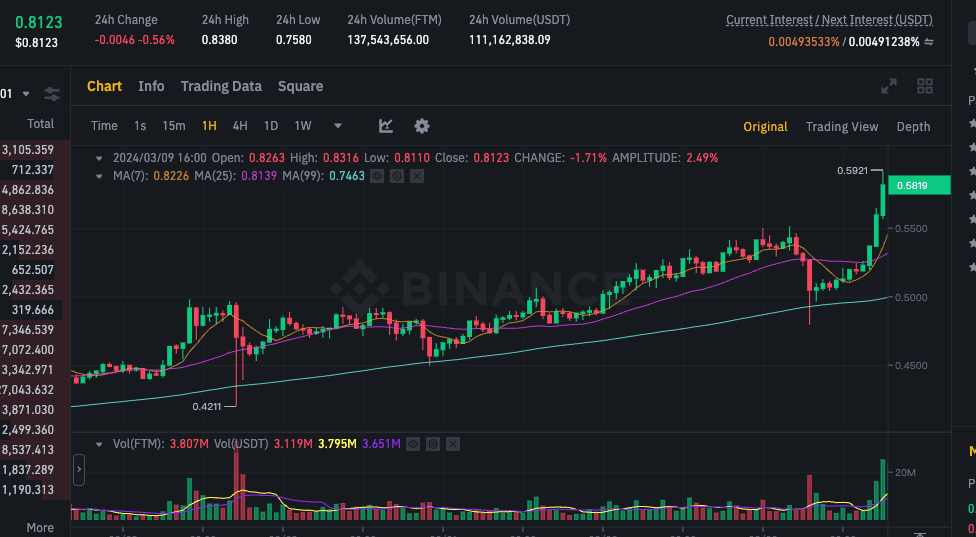 0.8123
24h Change
24h High
24h Low
24h Volume(FTM)
24h Volume(USDT)
Current Interest / Next Interest (USDT)
$0.8123
-0.0046 -0.56%
0.8380
0.7580
137,543,656.00
111,162,838.09
0.00493533% / 0.00491238%
01
Chart
Info
Trading Data
Square
Total
Time
1s
15m
1H
4H
1D
1W
Original
Trading View
Depth
3,105.359
712.337
4,862.836
8,638.310
5,424.765
2,152.236
652.507
2,432.365
319.666
7,346.539
7,072.400
3,342.971
27,043.632
3,871.030
2,499.360
8,537.413
1,837.289
1,190.313
More
2024/03/09 16:00 Open: 0.8263 High: 0.8316 Low: 0.8110 Close: 0.8123 CHANGE: -1.71% AMPLITUDE: 2.49%
MA(7): 0.8226 MA(25): 0.8139 MA(99): 0.7463
0.5921
0.5819
0.5500
BINANCE
0.5000
0.4500
0.4211
Vol(FTM): 3.807M Vol(USDT) 3.119M 3.795M 3.651M
20M